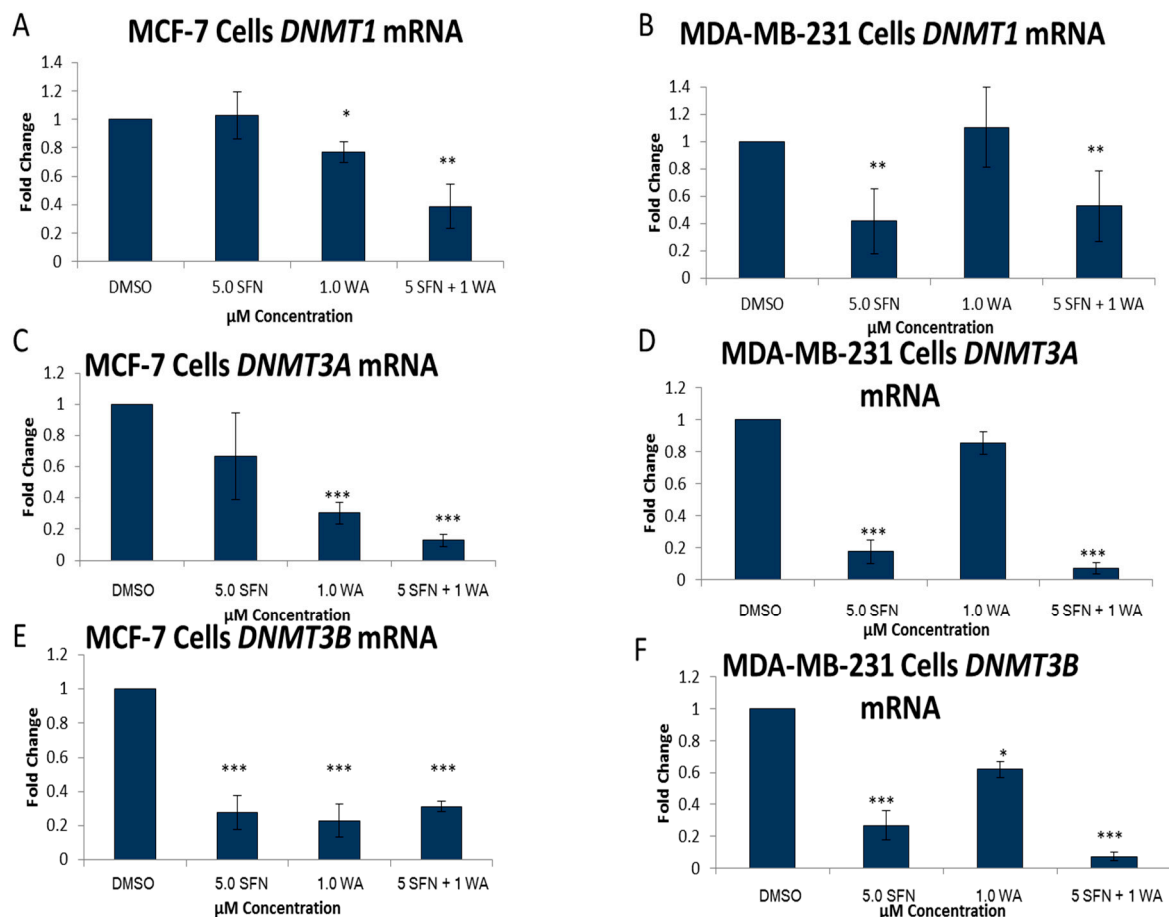 A
MCF-7 Cells DNMT1 mRNA
1.4
1.2
1
0.8
0.6
0.4
0.2
0
Fold Change
*
**
DMSO 5.0 SFN 1.0 WA 5 SFN + 1 WA
µM Concentration
B
MDA-MB-231 Cells DNMT1 mRNA
1.4
1.2
1
0.8
0.6
0.4
0.2
0
Fold Change
**
**
DMSO 5.0 SFN 1.0 WA 5 SFN + 1 WA
µM Concentration
C
MCF-7 Cells DNMT3A mRNA
1.2
1
0.8
0.6
0.4
0.2
0
Fold Change
***
***
DMSO 5.0 SFN 1.0 WA 5 SFN + 1 WA
µM Concentration
D
MDA-MB-231 Cells DNMT3A
mRNA
1.2
1
0.8
0.6
0.4
0.2
0
Fold Change
***
***
DMSO 5.0 SFN 1.0 WA 5 SFN + 1 WA
µM Concentration
E
MCF-7 Cells DNMT3B mRNA
1.2
1
0.8
0.6
0.4
0.2
0
Fold Change
*** *** ***
DMSO 5.0 SFN 1.0 WA 5 SFN + 1 WA
µM Concentration
F
MDA-MB-231 Cells DNMT3B
mRNA
1.2
1
0.8
0.6
0.4
0.2
0
Fold Change
***
*
***
DMSO 5.0 SFN 1.0 WA 5 SFN + 1 WA
µM Concentration